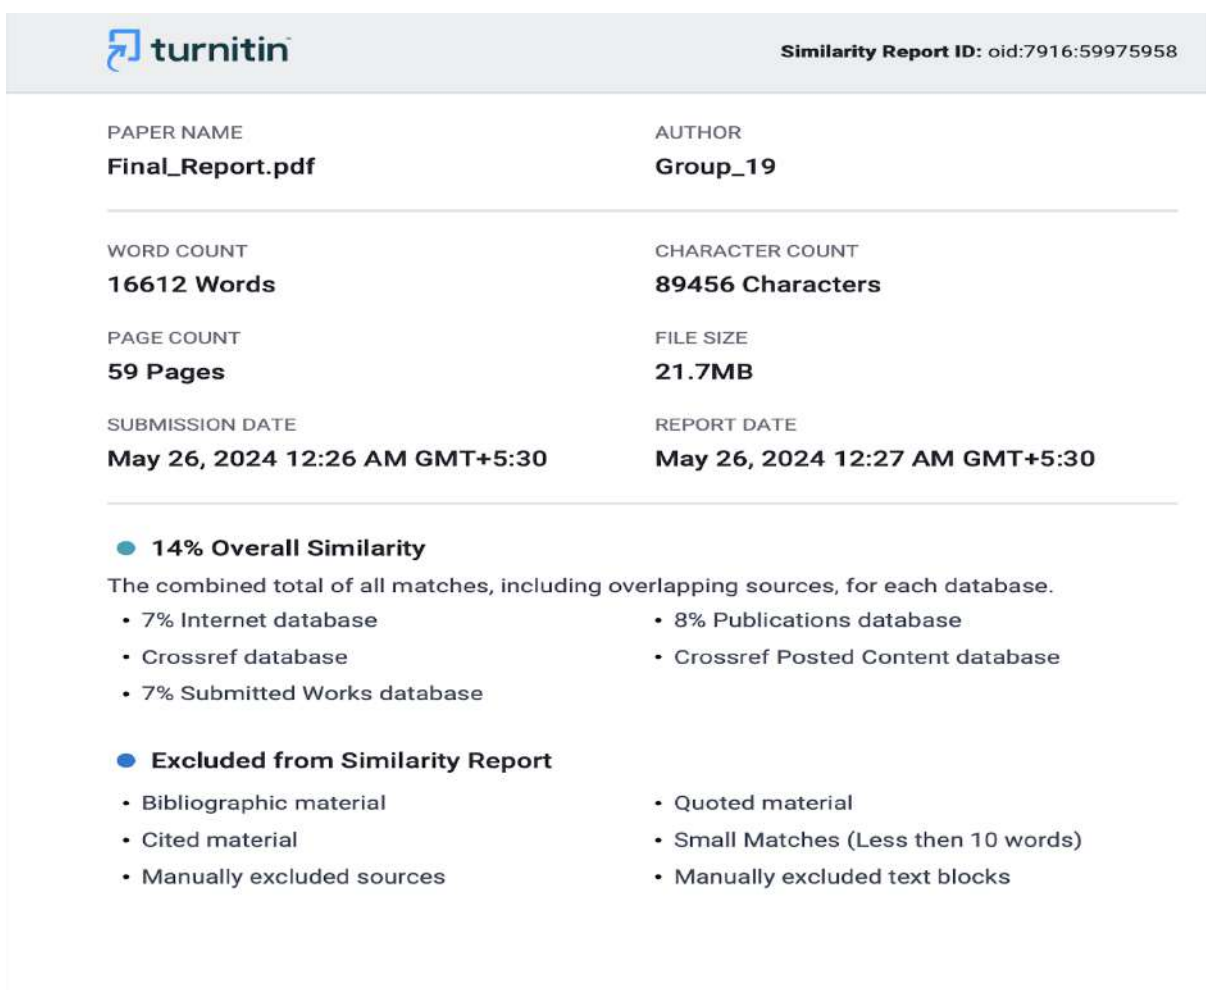 turnitin
Similarity Report ID: oid:7916:59975958
PAPER NAME
Final_Report.pdf
AUTHOR
Group_19
WORD COUNT
16612 Words
CHARACTER COUNT
89456 Characters
PAGE COUNT
59 Pages
FILE SIZE
21.7MB
SUBMISSION DATE
May 26, 2024 12:26 AM GMT+5:30
REPORT DATE
May 26, 2024 12:27 AM GMT+5:30
● 14% Overall Similarity
The combined total of all matches, including overlapping sources, for each database.
• 7% Internet database
• 8% Publications database
• Crossref database
• Crossref Posted Content database
• 7% Submitted Works database
● Excluded from Similarity Report
• Bibliographic material
• Quoted material
• Cited material
• Small Matches (Less then 10 words)
• Manually excluded sources
• Manually excluded text blocks